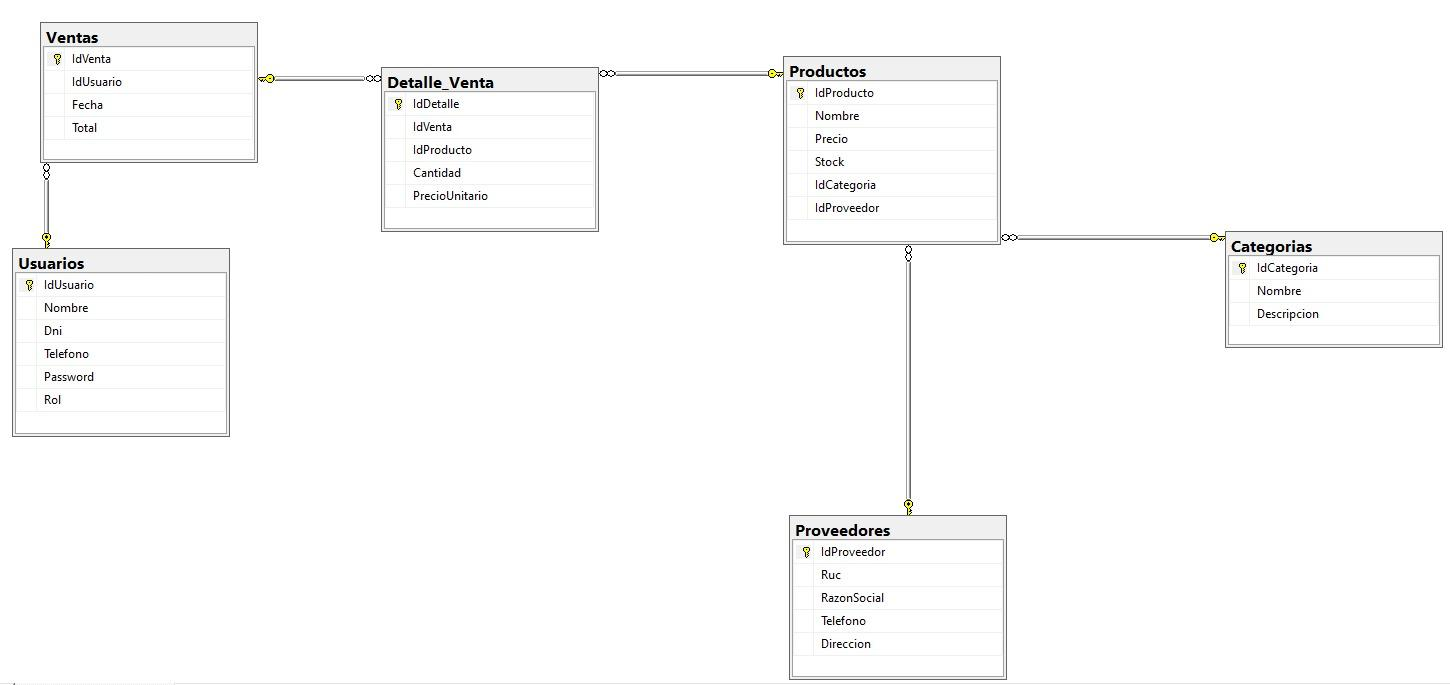 Ventas
IdVenta
IdUsuario
Fecha
Total
Detalle_Venta
IdDetalle
IdVenta
IdProducto
Cantidad
PrecioUnitario
Productos
IdProducto
Nombre
Precio
Stock
IdCategoria
IdProveedor
Usuarios
IdUsuario
Nombre
Dni
Telefono
Password
Rol
Categorias
IdCategoria
Nombre
Descripcion
Proveedores
IdProveedor
Ruc
RazonSocial
Telefono
Direccion